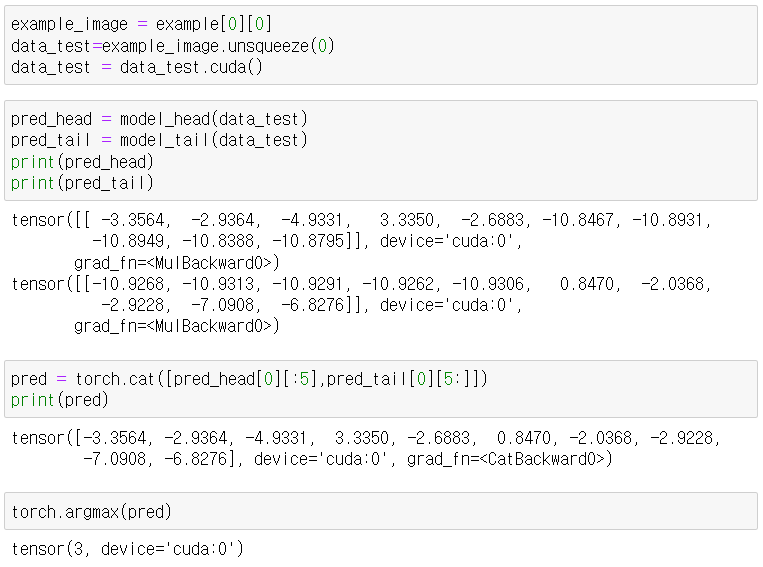 example_image = example[0][0]
data_test=example_image.unsqueeze(0)
data_test = data_test.cuda()
pred_head = model_head(data_test)
pred_tail = model_tail(data_test)
print(pred_head)
print(pred_tail)
tensor([[ -3.3564,  -2.9364,  -4.9331,   3.3350,  -2.6883, -10.8467, -10.8931,
         -10.8949, -10.8388, -10.8795]], device='cuda:0',
       grad_fn=<MulBackward0>)
tensor([[-10.9268, -10.9313, -10.9291, -10.9262, -10.9306,   0.8470,  -2.0368,
          -2.9228,  -7.0908,  -6.8276]], device='cuda:0',
       grad_fn=<MulBackward0>)
pred = torch.cat([pred_head[0][:5],pred_tail[0][5:]])
print(pred)
tensor([-3.3564, -2.9364, -4.9331,  3.3350, -2.6883,  0.8470, -2.0368, -2.9228,
        -7.0908, -6.8276], device='cuda:0', grad_fn=<CatBackward0>)
torch.argmax(pred)
tensor(3, device='cuda:0')